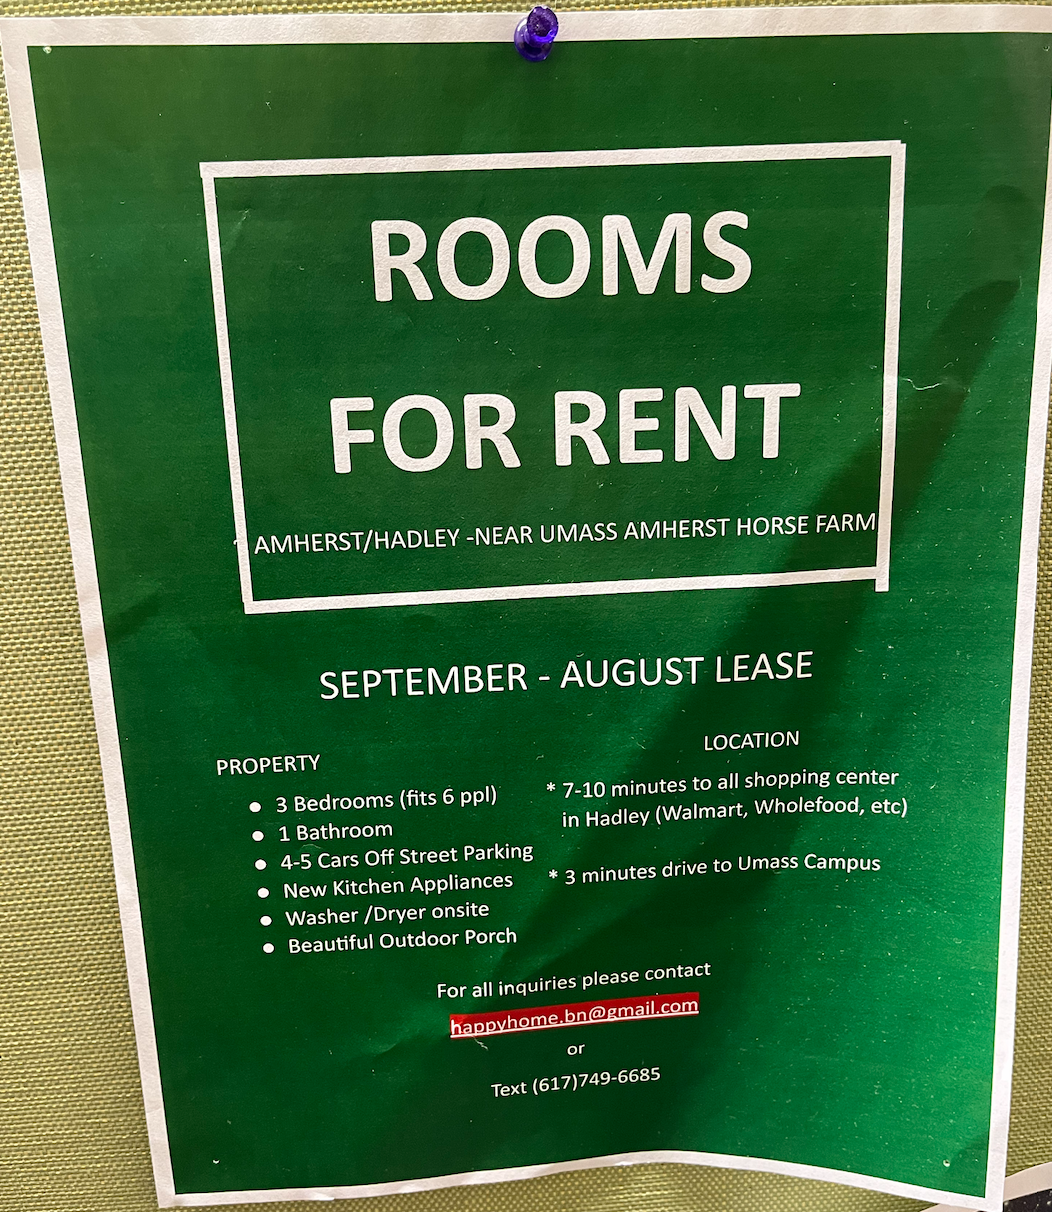 ROOMS
FOR RENT
AMHERST/HADLEY -NEAR UMASS AMHERST HORSE FARM
SEPTEMBER - AUGUST LEASE
PROPERTY
● 3 Bedrooms (fits 6 ppl)
● 1 Bathroom
● 4-5 Cars Off Street Parking
● New Kitchen Appliances
● Washer /Dryer onsite
● Beautiful Outdoor Porch
LOCATION
* 7-10 minutes to all shopping center
in Hadley (Walmart, Wholefood, etc)
* 3 minutes drive to Umass Campus
For all inquiries please contact
happyhome.bn@gmail.com
or
Text (617)749-6685